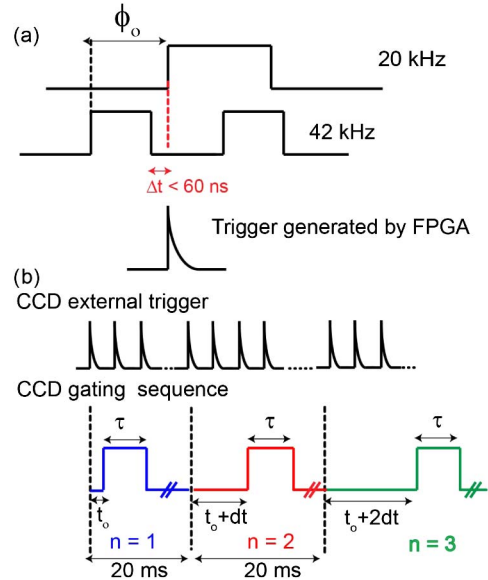 (a)
ϕₒ
20 kHz
42 kHz
Δt < 60 ns
Trigger generated by FPGA
(b)
CCD external trigger
CCD gating sequence
τ τ τ
tₒ tₒ+dt tₒ+2dt
n = 1 n = 2 n = 3
20 ms 20 ms